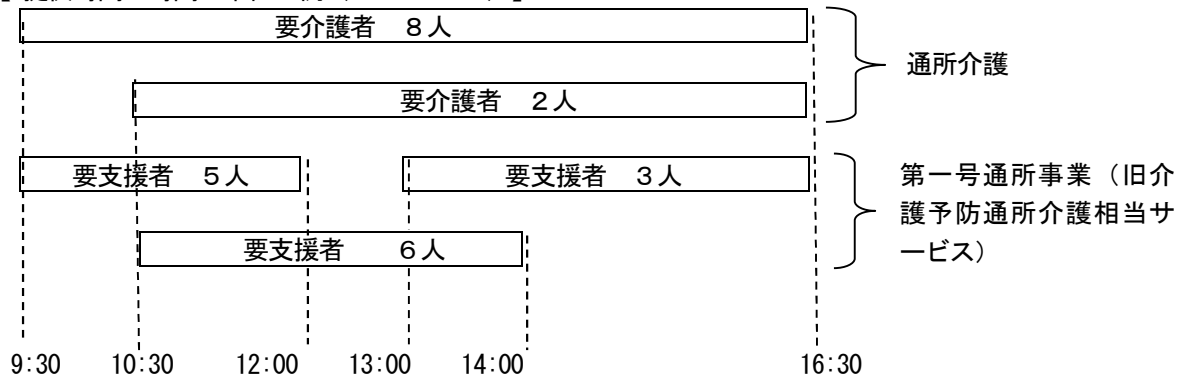 要介護者 8人
通所介護
要介護者 2人
要支援者 5人
要支援者 3人
第一号通所事業（旧介
護予防通所介護相当サ
ービス）
要支援者 6人
9:30 10:30 12:00 13:00 14:00 16:30